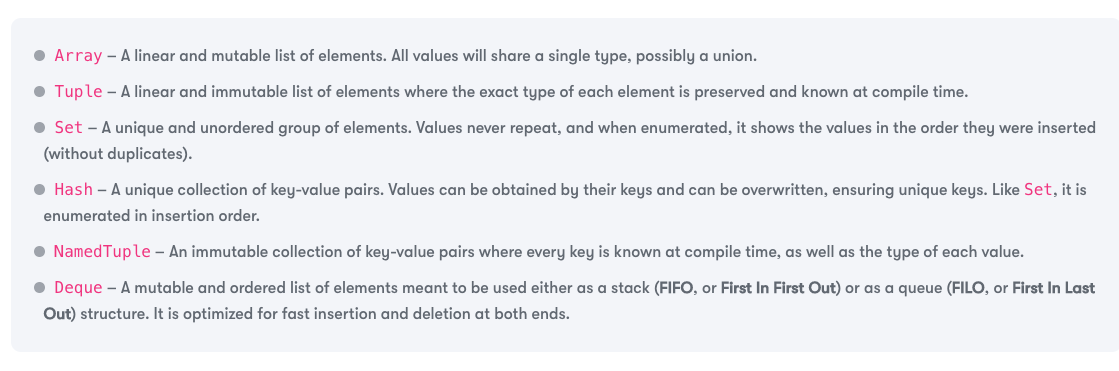 Array – A linear and mutable list of elements. All values will share a single type, possibly a union.
Tuple – A linear and immutable list of elements where the exact type of each element is preserved and known at compile time.
Set – A unique and unordered group of elements. Values never repeat, and when enumerated, it shows the values in the order they were inserted
(without duplicates).
Hash – A unique collection of key-value pairs. Values can be obtained by their keys and can be overwritten, ensuring unique keys. Like Set, it is
enumerated in insertion order.
NamedTuple – An immutable collection of key-value pairs where every key is known at compile time, as well as the type of each value.
Deque – A mutable and ordered list of elements meant to be used either as a stack (FIFO, or First In First Out) or as a queue (FILO, or First In Last
Out) structure. It is optimized for fast insertion and deletion at both ends.